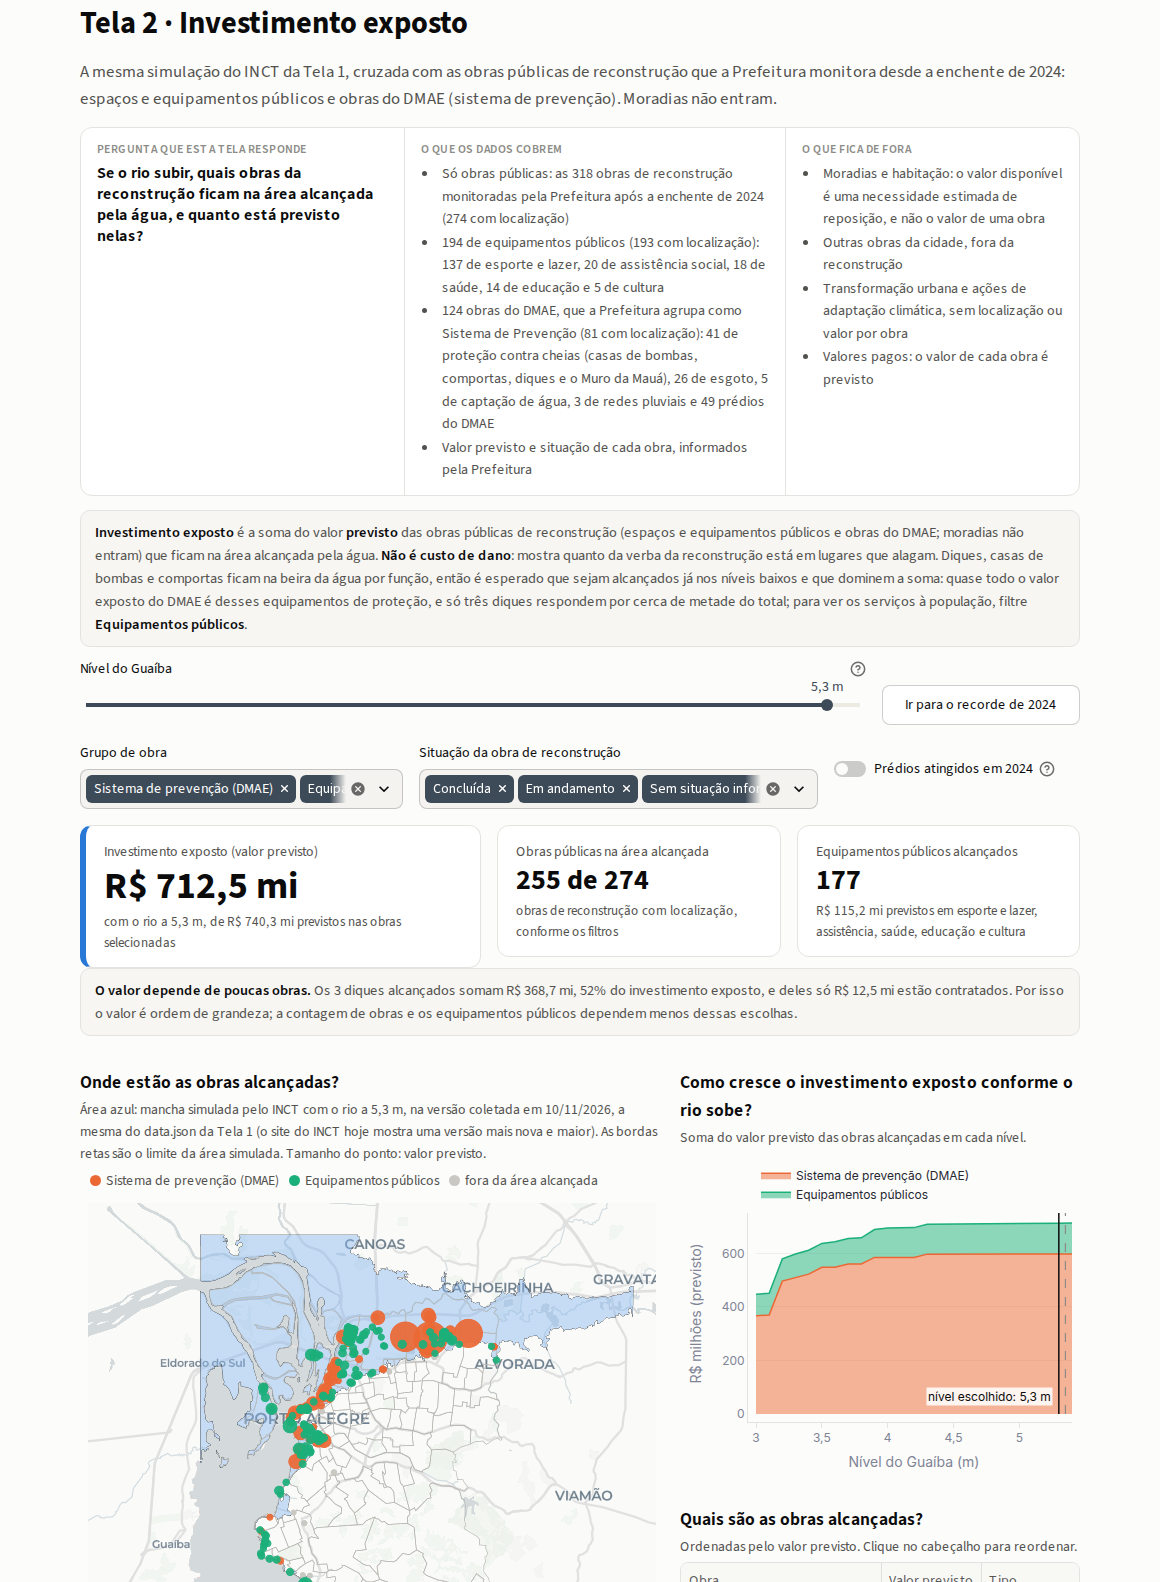 Tela 2 · Investimento exposto
A mesma simulação do INCT da Tela 1, cruzada com as obras públicas de reconstrução que a Prefeitura monitora desde a enchente de 2024:
espaços e equipamentos públicos e obras do DMAE (sistema de prevenção). Moradias não entram.
PERGUNTA QUE ESTA TELA RESPONDE
Se o rio subir, quais obras da
reconstrução ficam na área alcançada
pela água, e quanto está previsto
nelas?
O QUE OS DADOS COBREM
• Só obras públicas: as 318 obras de reconstrução
monitoradas pela Prefeitura após a enchente de 2024
(274 com localização)
• 194 de equipamentos públicos (193 com localização):
137 de esporte e lazer, 20 de assistência social, 18 de
saúde, 14 de educação e 5 de cultura
• 124 obras do DMAE, que a Prefeitura agrupa como
Sistema de Prevenção (81 com localização): 41 de
proteção contra cheias (casas de bombas,
comportas, diques e o Muro da Mauá), 26 de esgoto, 5
de captação de água, 3 de redes pluviais e 49 prédios
do DMAE
• Valor previsto e situação de cada obra, informados
pela Prefeitura
O QUE FICA DE FORA
• Moradias e habitação: o valor disponível
é uma necessidade estimada de
reposição, e não o valor de uma obra
• Outras obras da cidade, fora da
reconstrução
• Transformação urbana e ações de
adaptação climática, sem localização ou
valor por obra
• Valores pagos: o valor de cada obra é
previsto
Investimento exposto é a soma do valor previsto das obras públicas de reconstrução (espaços e equipamentos públicos e obras do DMAE; moradias não
entram) que ficam na área alcançada pela água. Não é custo de dano: mostra quanto da verba da reconstrução está em lugares que alagam. Diques, casas de
bombas e comportas ficam na beira da água por função, então é esperado que sejam alcançados já nos níveis baixos e que dominem a soma: quase todo o valor
exposto do DMAE é desses equipamentos de proteção, e só três diques respondem por cerca de metade do total; para ver os serviços à população, filtre
Equipamentos públicos.
Nível do Guaíba
5,3 m
Ir para o recorde de 2024
Grupo de obra
Sistema de prevenção (DMAE)
Equipa
Situação da obra de reconstrução
Concluída
Em andamento
Sem situação infor
Prédios atingidos em 2024
Investimento exposto (valor previsto)
R$ 712,5 mi
com o rio a 5,3 m, de R$ 740,3 mi previstos nas obras
selecionadas
Obras públicas na área alcançada
255 de 274
obras de reconstrução com localização,
conforme os filtros
Equipamentos públicos alcançados
177
R$ 115,2 mi previstos em esporte e lazer,
assistência, saúde, educação e cultura
O valor depende de poucas obras. Os 3 diques alcançados somam R$ 368,7 mi, 52% do investimento exposto, e deles só R$ 12,5 mi estão contratados. Por isso
o valor é ordem de grandeza; a contagem de obras e os equipamentos públicos dependem menos dessas escolhas.
Onde estão as obras alcançadas?
Área azul: mancha simulada pelo INCT com o rio a 5,3 m, na versão coletada em 10/11/2026, a
mesma do data.json da Tela 1 (o site do INCT hoje mostra uma versão mais nova e maior). As bordas
retas são o limite da área simulada. Tamanho do ponto: valor previsto.
Sistema de prevenção (DMAE)
Equipamentos públicos
fora da área alcançada
CANOAS
CACHOEIRINHA
GRAVATA
Eldorado do Sul
ALVORADA
PORTO ALEGRE
VIAMÃO
Guaíba
Como cresce o investimento exposto conforme o
rio sobe?
Soma do valor previsto das obras alcançadas em cada nível.
Sistema de prevenção (DMAE)
Equipamentos públicos
R$ milhões (previsto)
600
400
200
0
nível escolhido: 5,3 m
3
3,5
4
4,5
5
Nível do Guaíba (m)
Quais são as obras alcançadas?
Ordenadas pelo valor previsto. Clique no cabeçalho para reordenar.
Obra
Valor previsto
Tipo